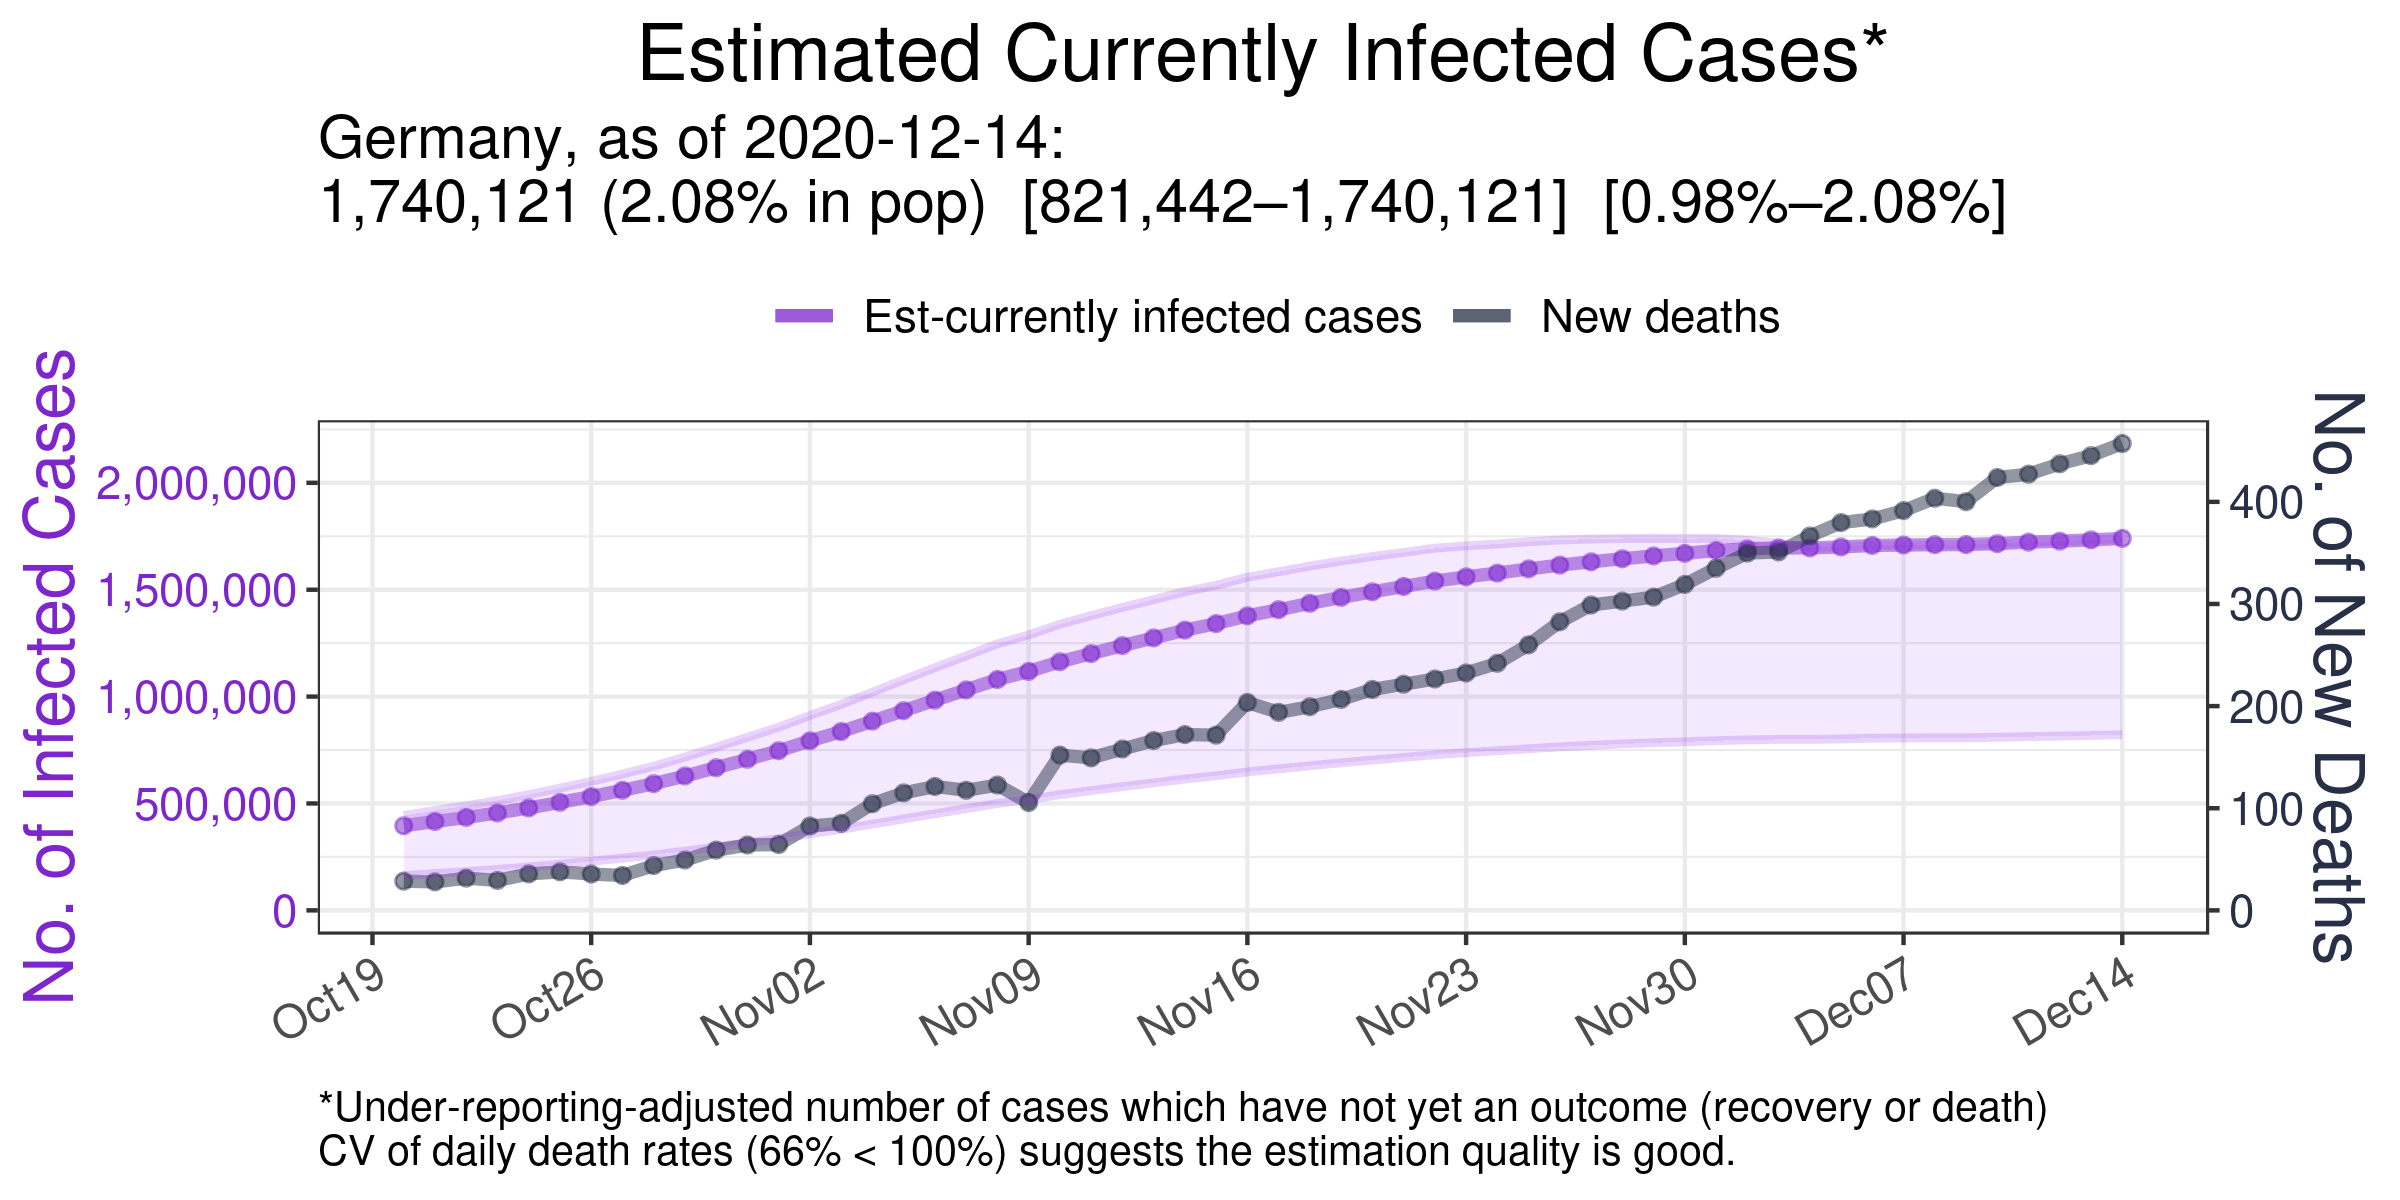 Estimated Currently Infected Cases*
Germany, as of 2020-12-14:
1,740,121 (2.08% in pop)  [821,442–1,740,121]  [0.98%–2.08%]
Est-currently infected cases
New deaths
No. of Infected Cases
2,000,000
1,500,000
1,000,000
500,000
0
No. of New Deaths
400
300
200
100
0
Oct19
Oct26
Nov02
Nov09
Nov16
Nov23
Nov30
Dec07
Dec14
*Under-reporting-adjusted number of cases which have not yet an outcome (recovery or death)
CV of daily death rates (66% < 100%) suggests the estimation quality is good.